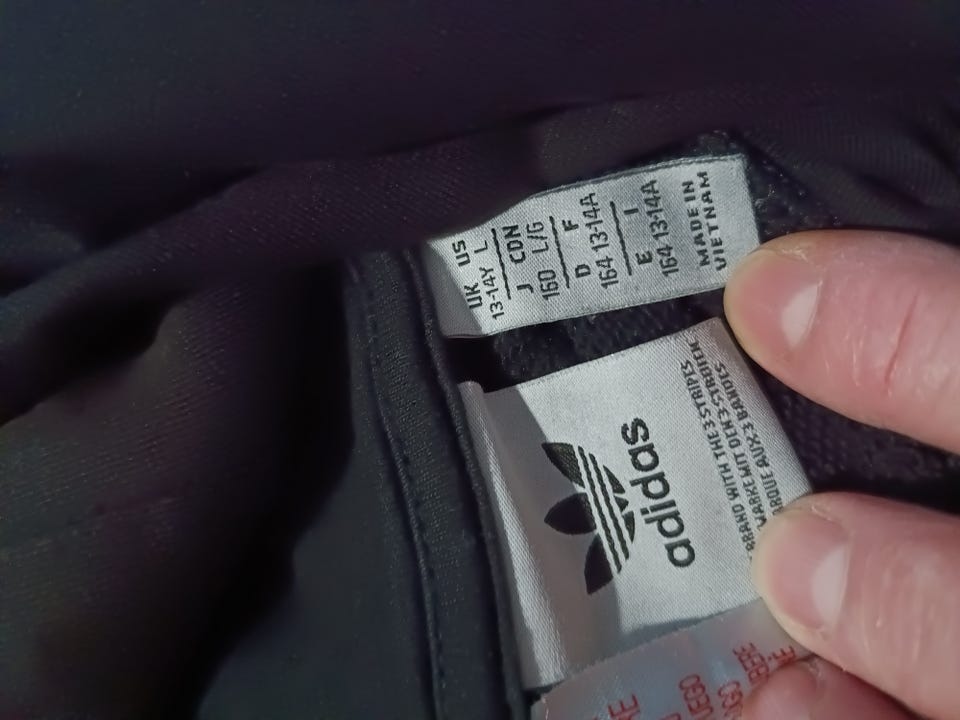 UK US
13-14Y L
J CDN
160 L/G
D F
164 13-14A
E I
164 13-14A
MADE IN
VIETNAM
adidas
BRAND WITH THE 3 STRIPES
MARKE MIT DEN 3 STREIFEN
MARQUE AUX 3 BANDES